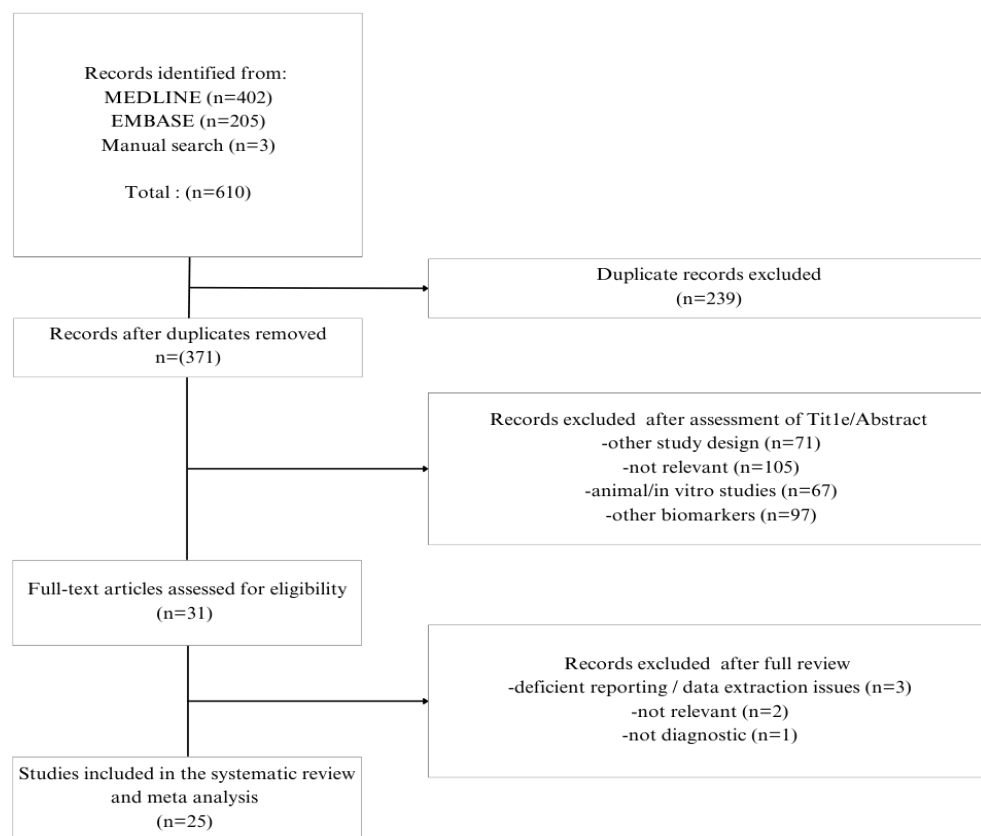 Records identified from:
MEDLINE (n=402)
EMBASE (n=205)
Manual search (n=3)
Total : (n=610)
Duplicate records excluded
(n=239)
Records after duplicates removed
n=(371)
Records excluded after assessment of Title/Abstract
-other study design (n=71)
-not relevant (n=105)
-animal/in vitro studies (n=67)
-other biomarkers (n=97)
Full-text articles assessed for eligibility
(n=31)
Records excluded after full review
-deficient reporting / data extraction issues (n=3)
-not relevant (n=2)
-not diagnostic (n=1)
Studies included in the systematic review
and meta analysis
(n=25)